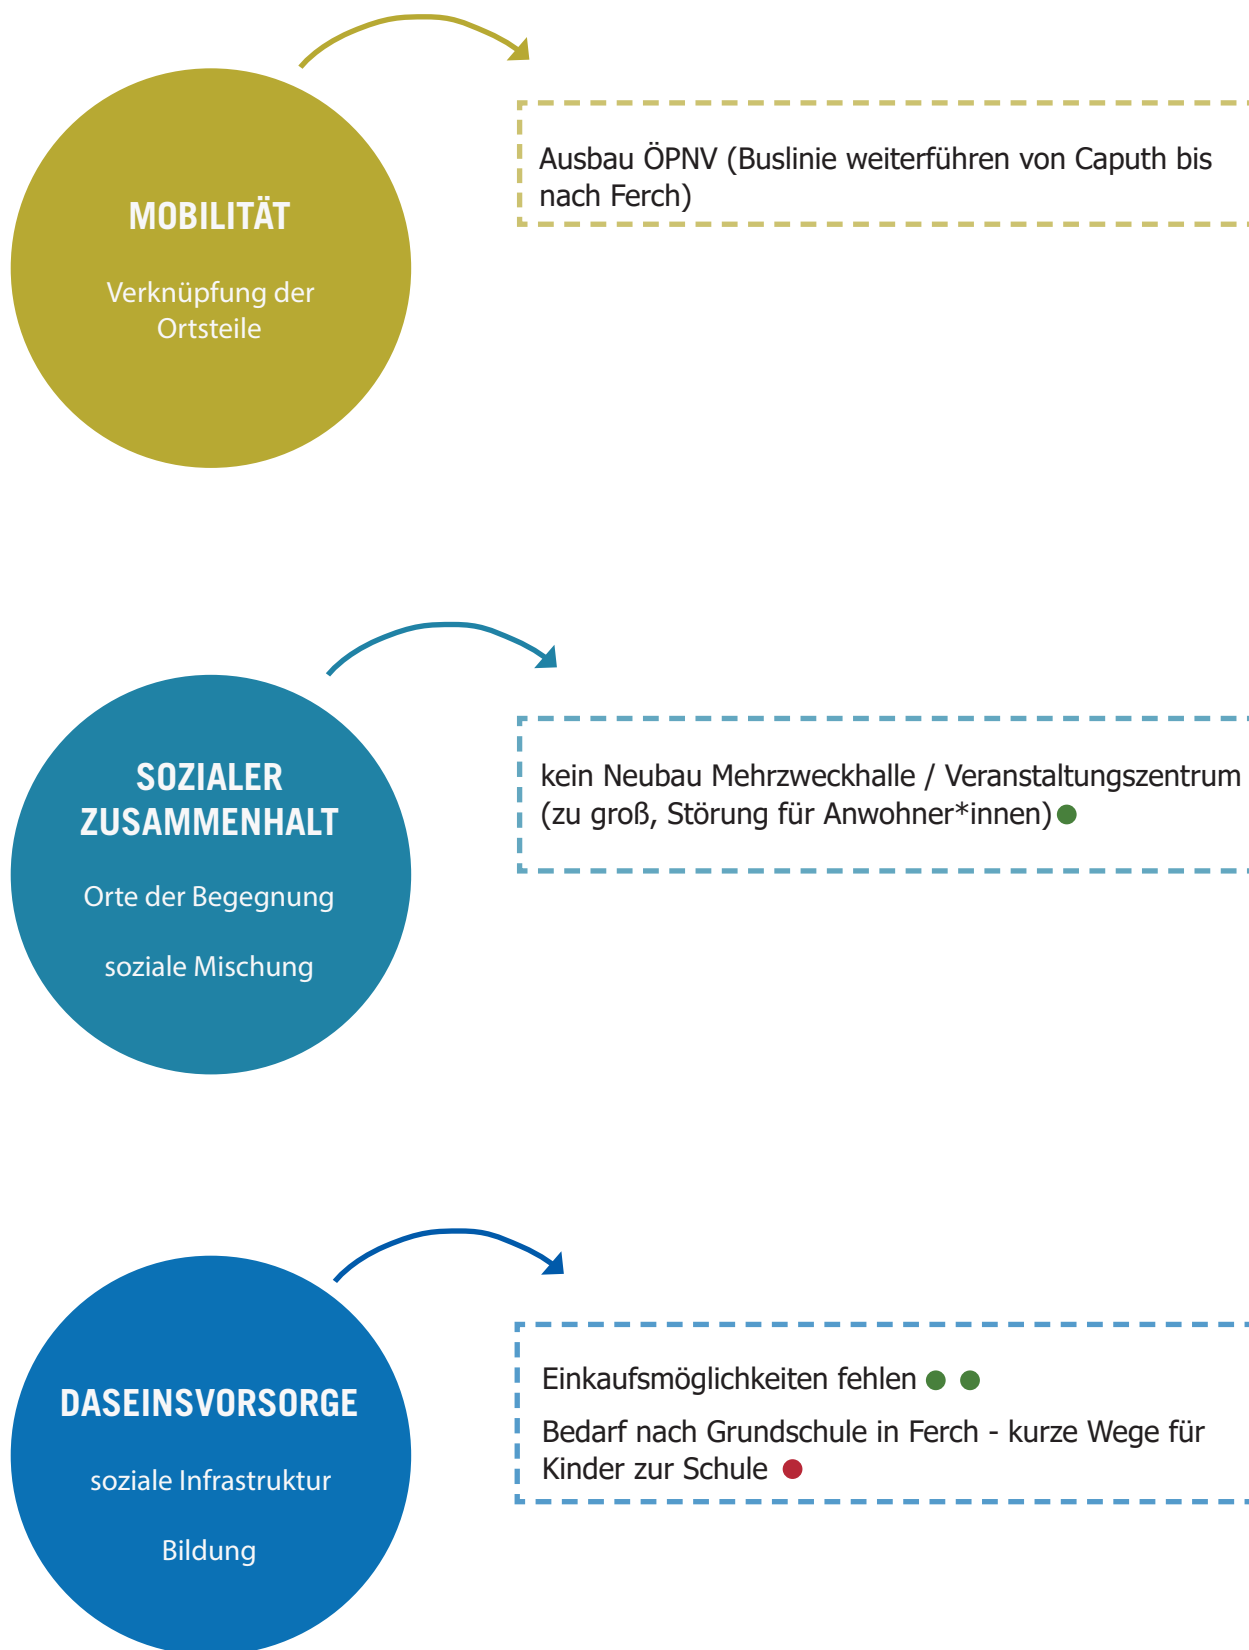 MOBILITÄT
Verknüpfung der
Ortsteile
Ausbau ÖPNV (Buslinie weiterführen von Caputh bis
nach Ferch)
SOZIALER
ZUSAMMENHALT
Orte der Begegnung
soziale Mischung
kein Neubau Mehrzweckhalle / Veranstaltungszentrum
(zu groß, Störung für Anwohner*innen)
DASEINSVORSORGE
soziale Infrastruktur
Bildung
Einkaufsmöglichkeiten fehlen
Bedarf nach Grundschule in Ferch - kurze Wege für
Kinder zur Schule